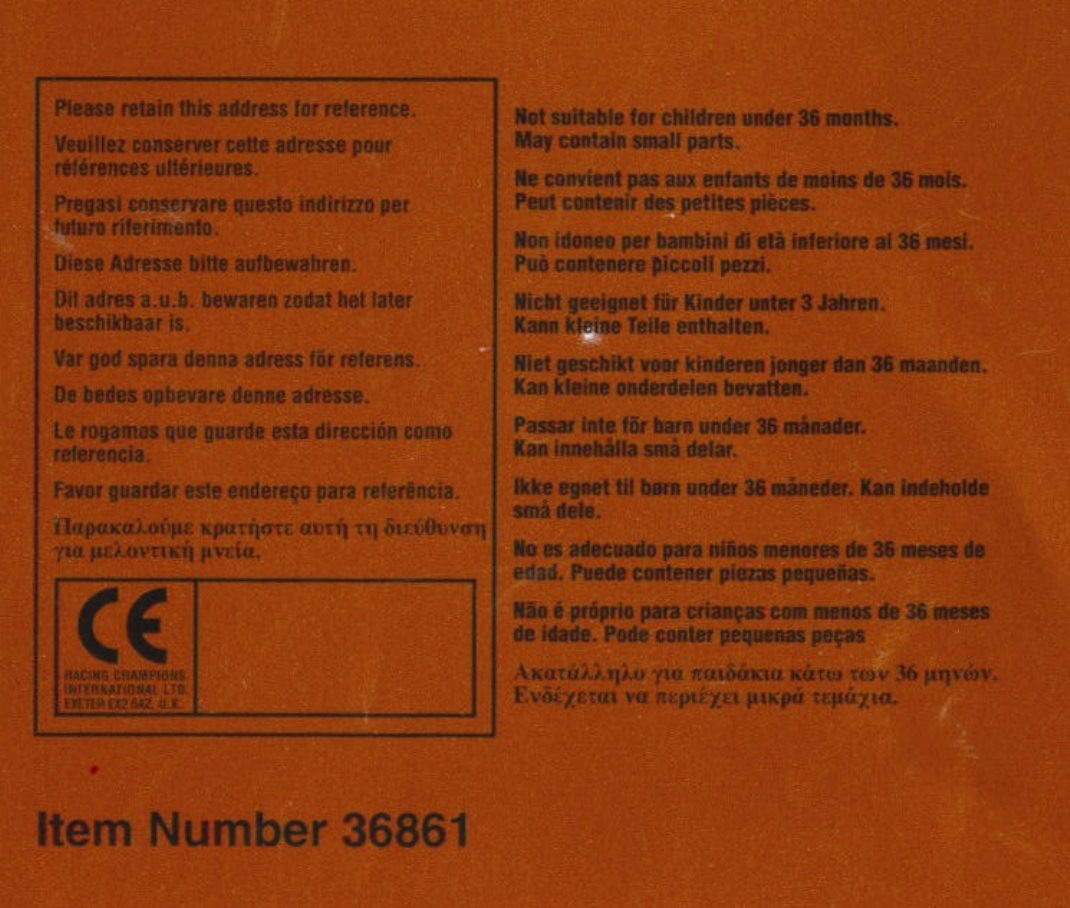 Please retain this address for reference.
Veuillez conserver cette adresse pour
références ultérieures.
Pregasi conservare questo indirizzo per
futuro riferimento.
Diese Adresse bitte aufbewahren.
Dit adres a.u.b. bewaren zodat het later
beschikbaar is.
Var god spara denna adress för referens.
De bedes opbevare denne adresse.
Le rogamos que guarde esta dirección como
referencia.
Favor guardar este endereço para referência.
Παρακαλούμε κρατήστε αυτή τη διεύθυνση
για μελοντική μνεία.
CE
RACING CHAMPIONS
INTERNATIONAL LTD.
EXETER EX2 6AZ, U.K.
Not suitable for children under 36 months.
May contain small parts.
Ne convient pas aux enfants de moins de 36 mois.
Peut contenir des petites pièces.
Non idoneo per bambini di età inferiore ai 36 mesi.
Può contenere piccoli pezzi.
Nicht geeignet für Kinder unter 3 Jahren.
Kann kleine Teile enthalten.
Niet geschikt voor kinderen jonger dan 36 maanden.
Kan kleine onderdelen bevatten.
Passar inte för barn under 36 månader.
Kan innehålla små delar.
Ikke egnet til børn under 36 måneder. Kan indeholde
små dele.
No es adecuado para niños menores de 36 meses de
edad. Puede contener piezas pequeñas.
Não é próprio para crianças com menos de 36 meses
de idade. Pode conter pequenas peças
Ακατάλληλο για παιδάκια κάτω των 36 μηνών.
Ενδέχεται να περιέχει μικρά τεμάχια.
Item Number 36861